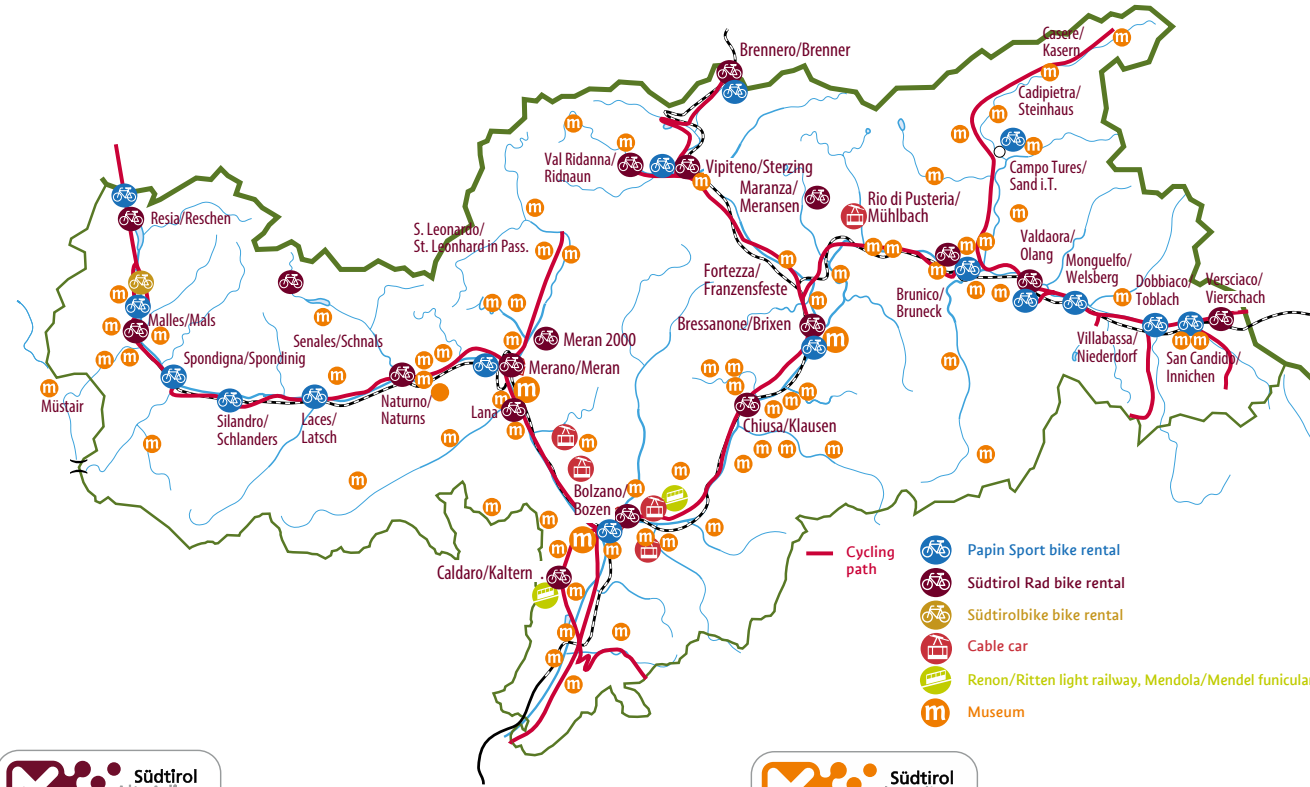 Brennero/Brenner
Casere/
Kasern
Cadipietra/
Steinhaus
Campo Tures/
Sand i.T.
Val Ridanna/
Ridnaun
Vipiteno/Sterzing
Maranza/
Meransen
Rio di Pusteria/
Mühlbach
Resia/Reschen
S. Leonardo/
St. Leonhard in Pass.
Valdaora/
Olang
Monguelfo/
Welsberg
Dobbiaco/
Toblach
Versciaco/
Vierschach
Fortezza/
Franzensfeste
Brunico/
Bruneck
Bressanone/Brixen
Malles/Mals
Senales/Schnals
Meran 2000
Villabassa/
Niederdorf
San Candido/
Innichen
Spondigna/Spondinig
Merano/Meran
Müstair
Naturno/
Naturns
Lana
Silandro/
Schlanders
Laces/
Latsch
Chiusa/Klausen
Bolzano/
Bozen
Caldaro/Kaltern
Cycling
path
Papin Sport bike rental
Südtirol Rad bike rental
Südtirolbike bike rental
Cable car
Renon/Ritten light railway, Mendola/Mendel funicular
m Museum
Südtirol
Südtirol